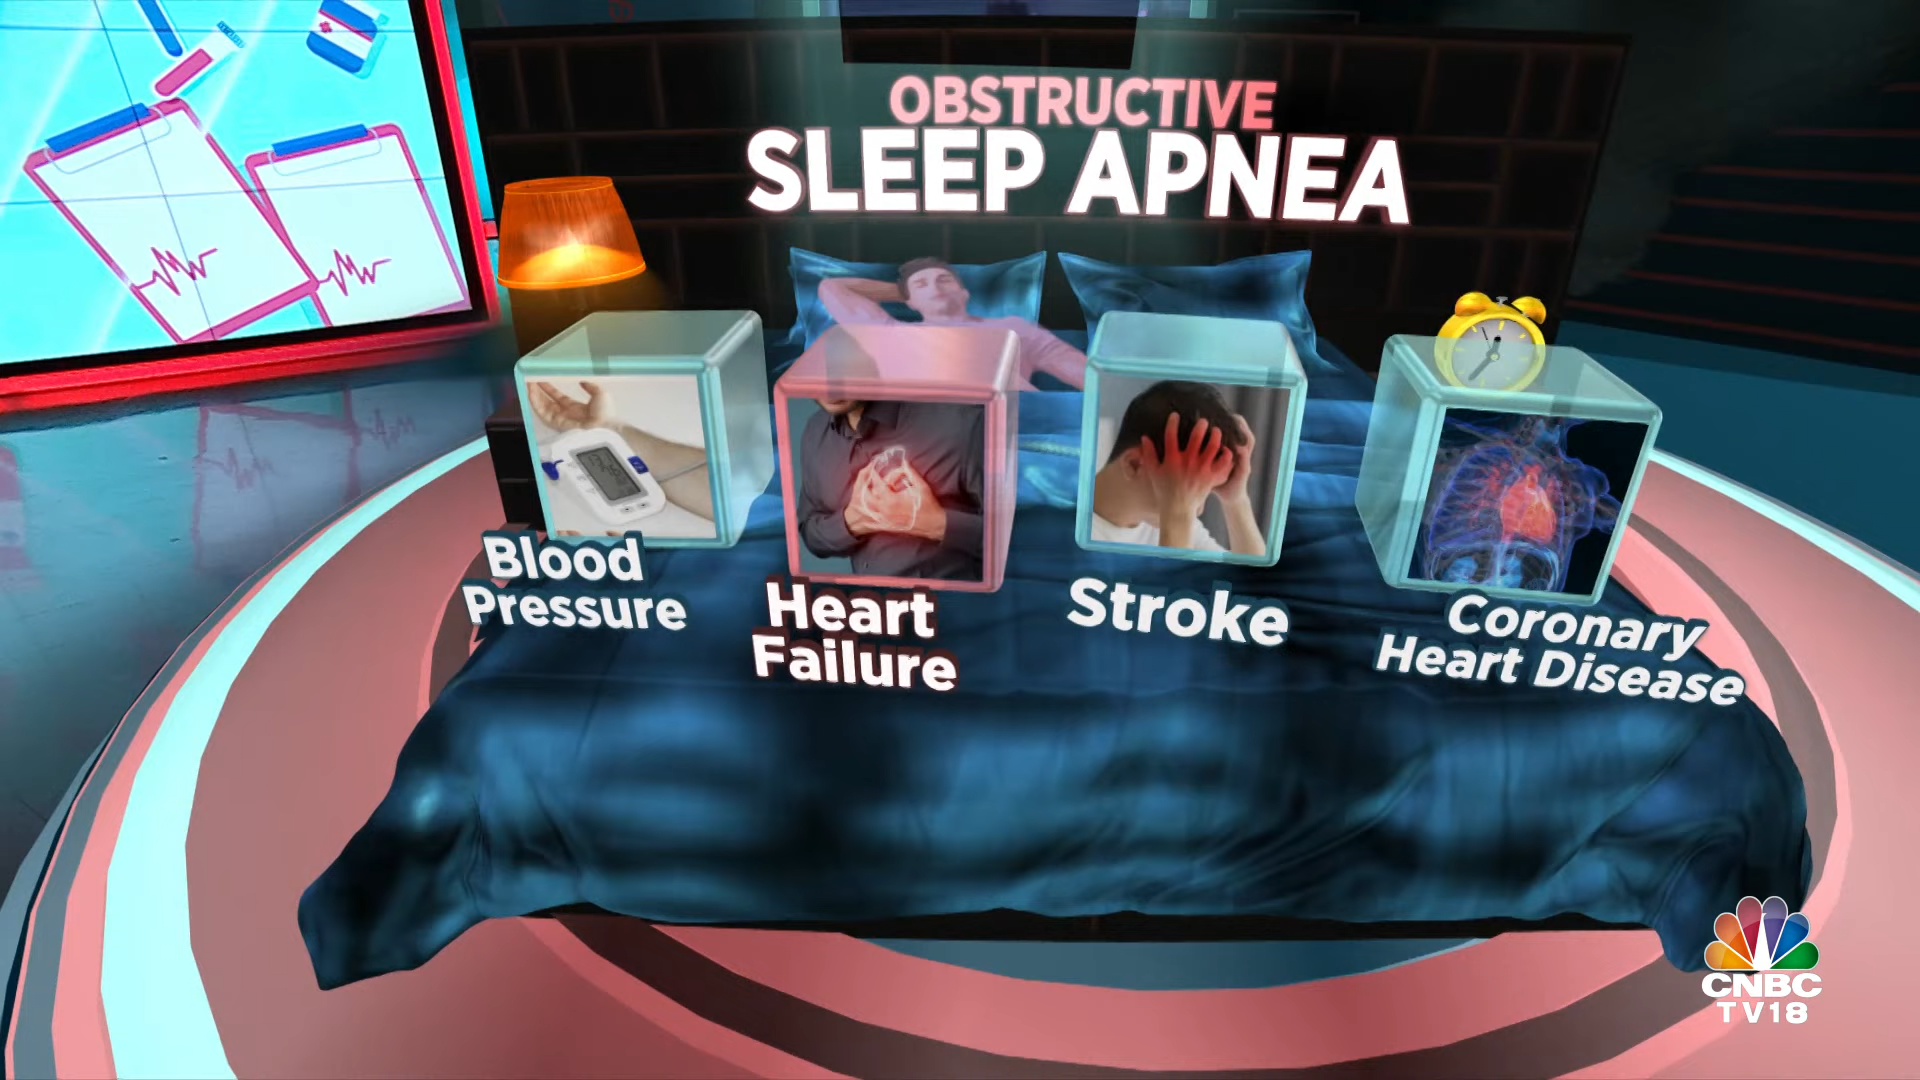 OBSTRUCTIVE
SLEEP APNEA
Blood
Pressure
Heart
Failure
Stroke
Coronary
Heart Disease
CNBC
TV18